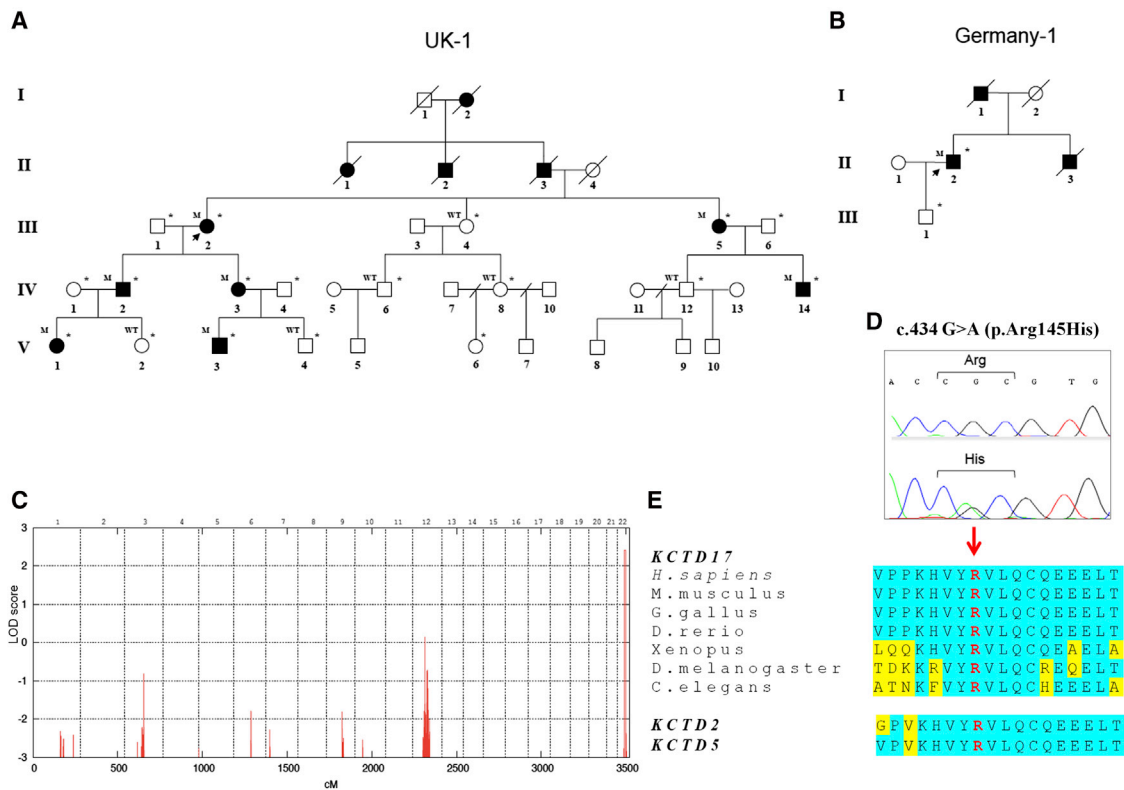 A
UK-1
I
1 2
II
1 2 3 4
M * * WT * M * *
III
1 2 3 4 5 6
* M * M * * WT * WT * WT * M *
IV
1 2 3 4 5 6 7 8 10 11 12 13 14
M * WT * * WT * *
V
1 2 3 4 5 6 7 8 9 10
B
Germany-1
I
1 2
M *
II
1 2 3
*
III
1
C
1 2 3 4 5 6 7 8 9 10 11 12 13 14 15 16 17 18 19 20 21 22
3
2
1
0
-1
-2
-3
LOD score
0 500 1000 1500 2000 2500 3000 3500
cM
D
c.434 G>A (p.Arg145His)
Arg
A C C G C G T G
His
E
KCTD17
H.sapiens VPPKHVYRVLQCQEEELT
M.musculus VPPKHVYRVLQCQEEELT
G.gallus VPPKHVYRVLQCQEEELT
D.rerio VPPKHVYRVLQCQEEELT
Xenopus LQQKHVYRVLQCQEAELA
D.melanogaster TDKKRVYRVLQCREQELT
C.elegans ATNKFVYRVLQCHEEELA
KCTD2 GPVKHVYRVLQCQEEELT
KCTD5 VPVKHVYRVLQCQEEELT